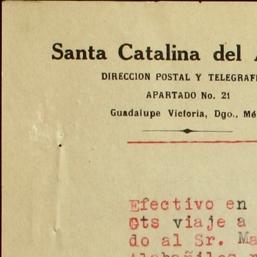 Santa Catalina del
DIRECCION POSTAL Y TELEGRAFI
APARTADO No. 21
Guadalupe Victoria, Dgo., Mé
Efectivo en
Gts viaje a
do al Sr. Ma